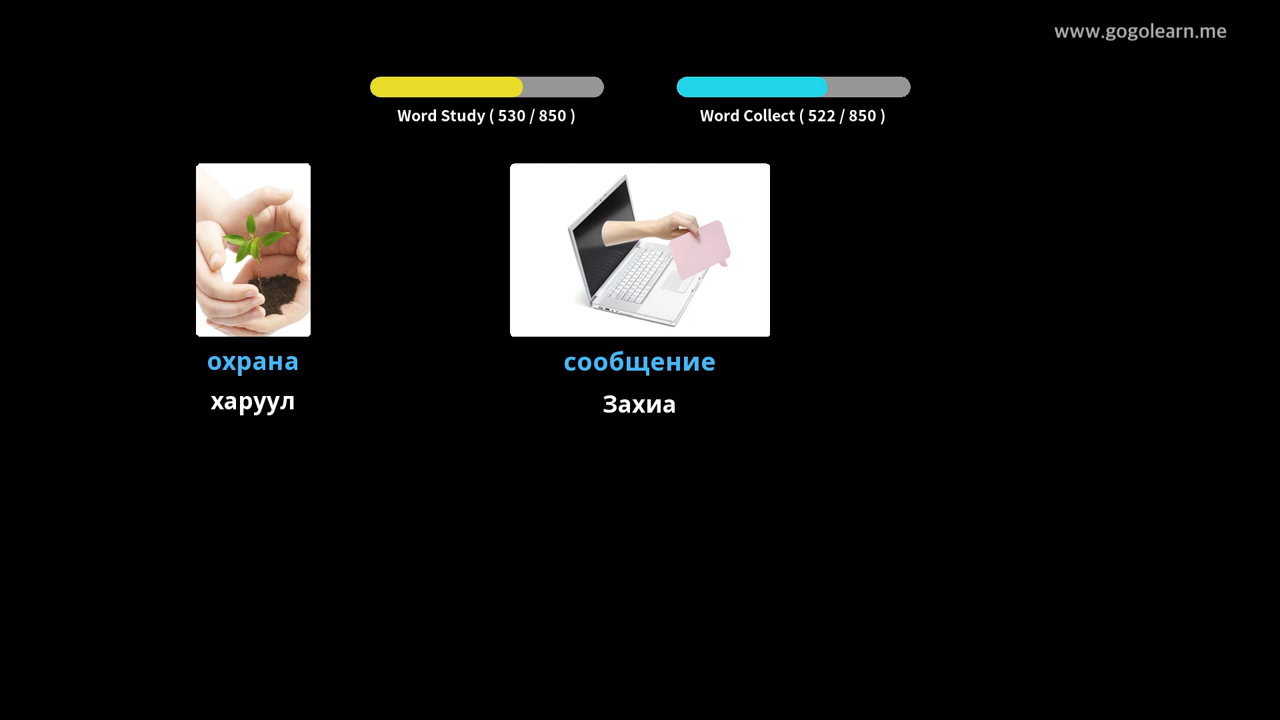 www.gogolearn.me
Word Study ( 530 / 850 )
Word Collect ( 522 / 850 )
охрана
харуул
сообщение
Захиа